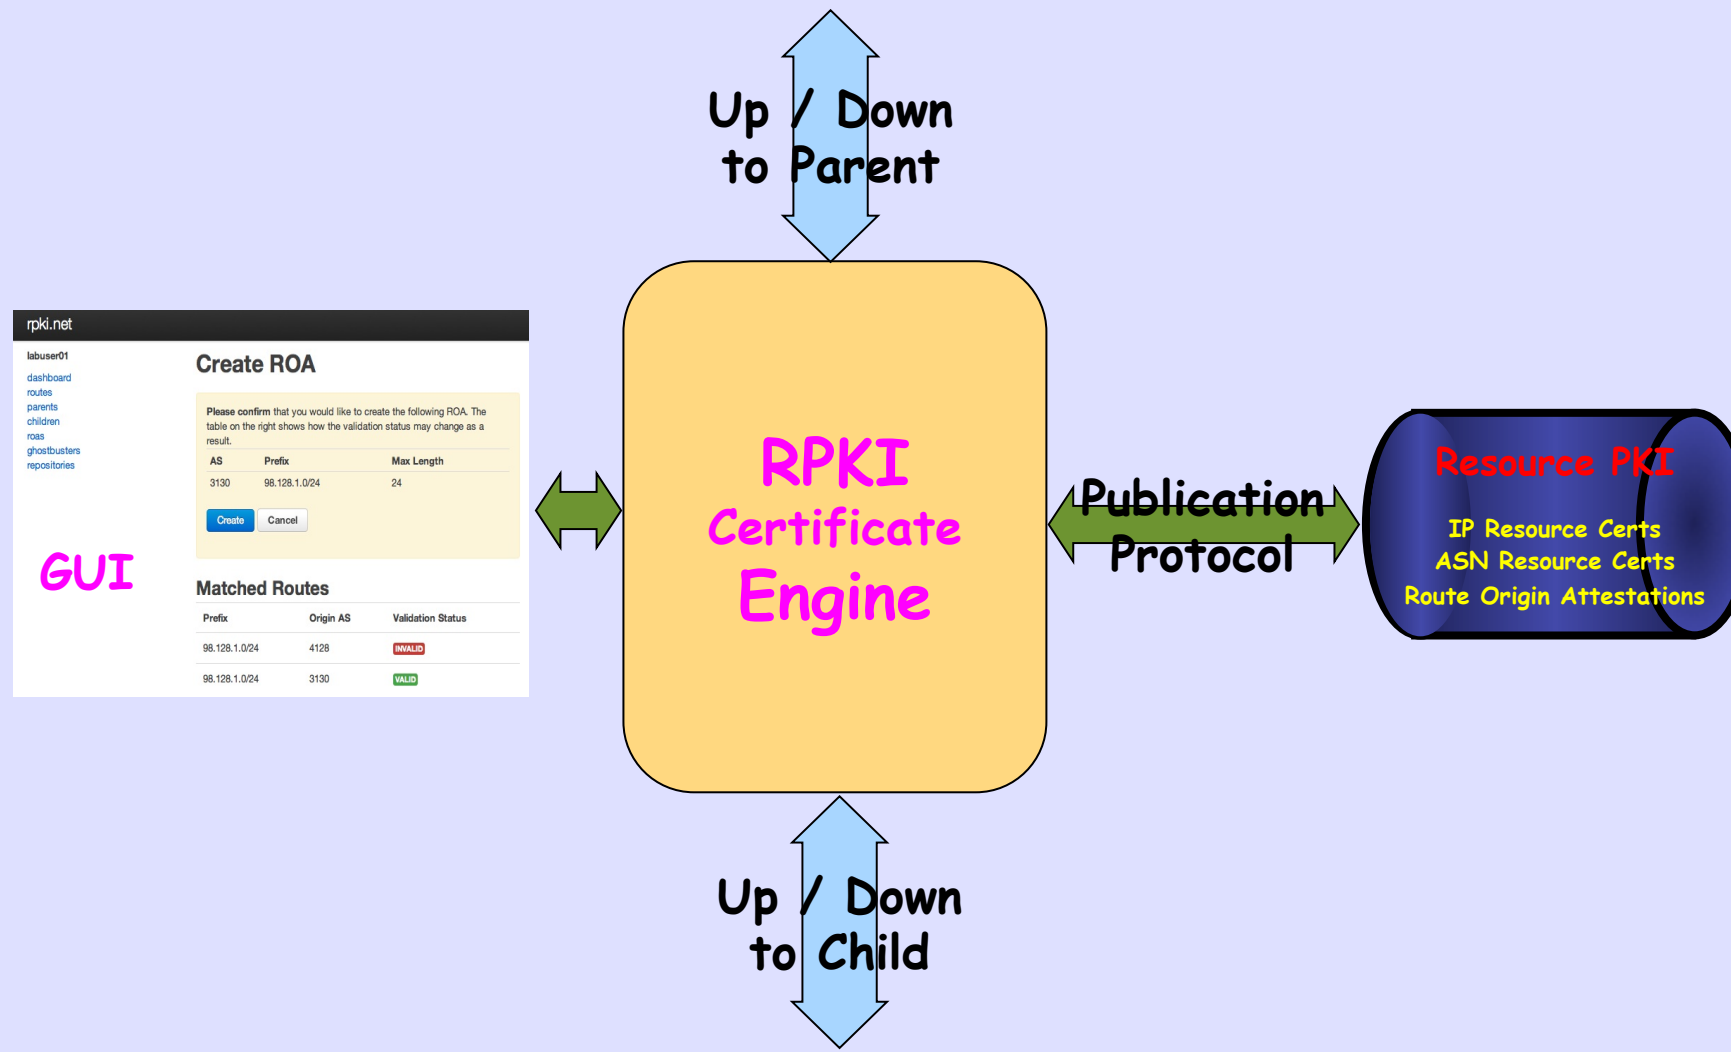 Up / Down
to Parent
rpki.net
labuser01
dashboard
routes
parents
children
roas
ghostbusters
repositories
Create ROA
Please confirm that you would like to create the following ROA. The
table on the right shows how the validation status may change as a
result.
AS Prefix Max Length
3130 98.128.1.0/24 24
Create Cancel
GUI
Matched Routes
Prefix Origin AS Validation Status
98.128.1.0/24 4128 INVALID
98.128.1.0/24 3130 VALID
RPKI
Certificate
Engine
Publication
Protocol
Resource PKI
IP Resource Certs
ASN Resource Certs
Route Origin Attestations
Up / Down
to Child